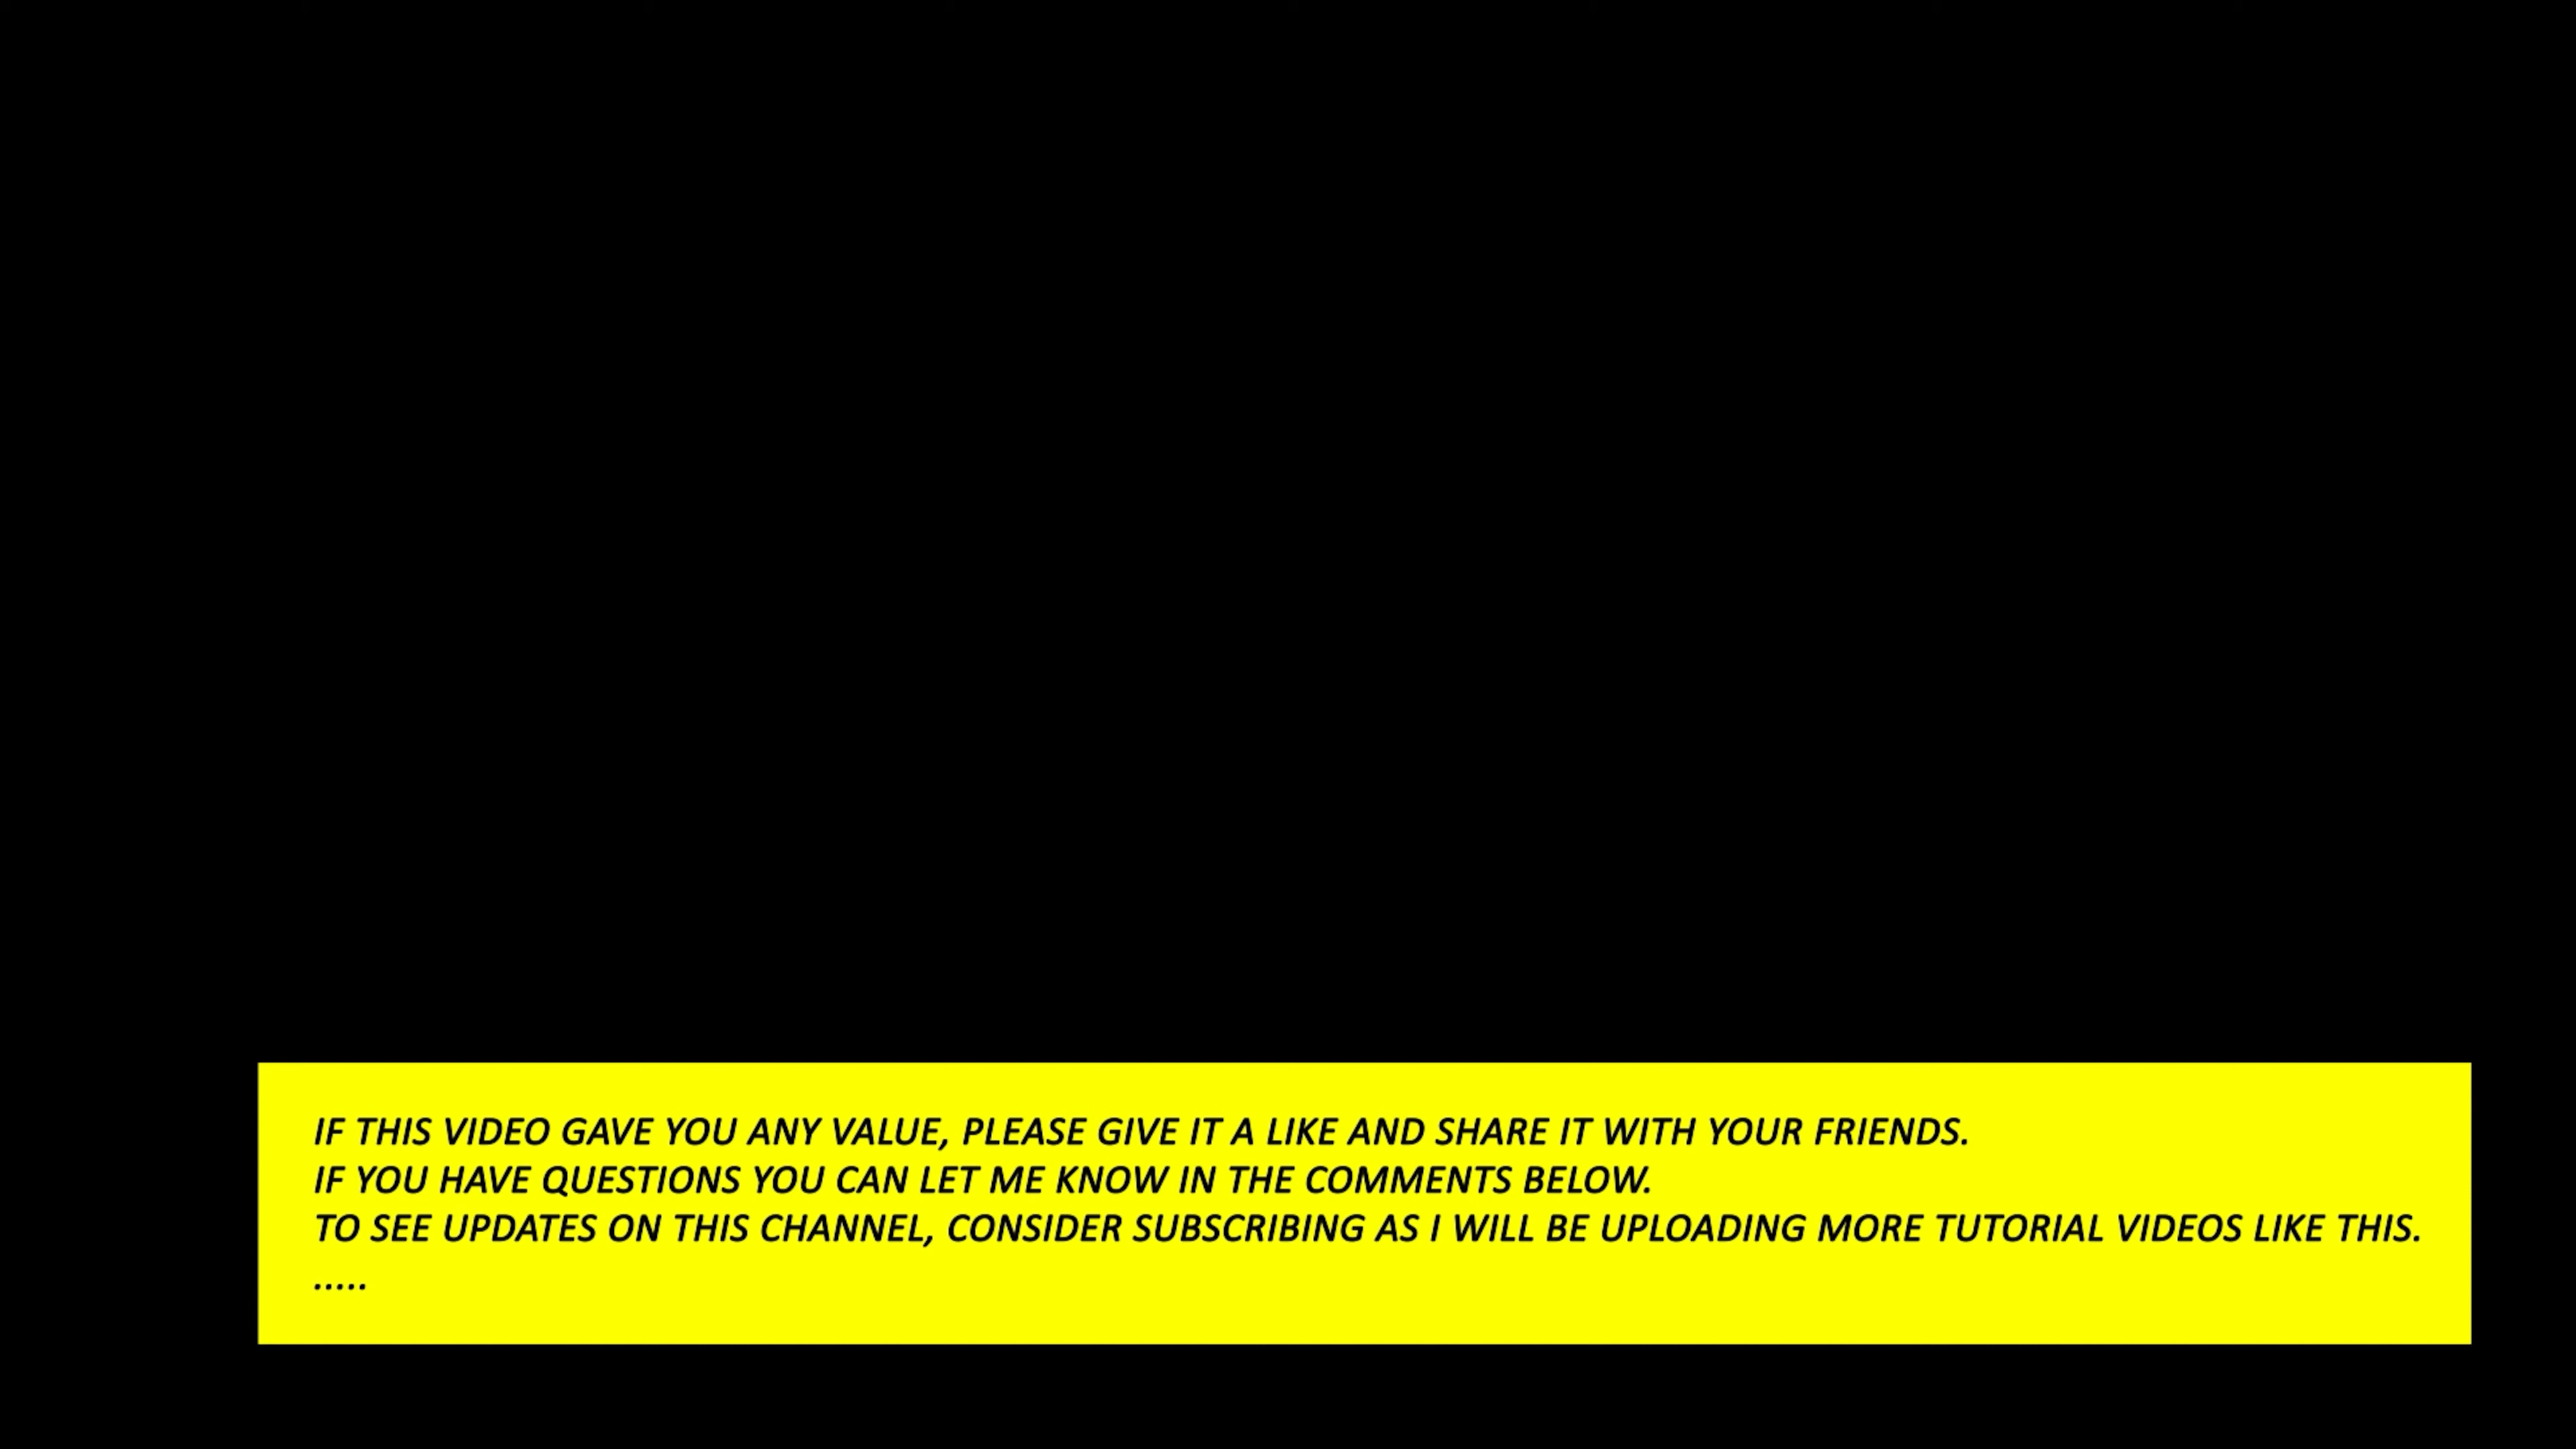 IF THIS VIDEO GAVE YOU ANY VALUE, PLEASE GIVE IT A LIKE AND SHARE IT WITH YOUR FRIENDS.
IF YOU HAVE QUESTIONS YOU CAN LET ME KNOW IN THE COMMENTS BELOW.
TO SEE UPDATES ON THIS CHANNEL, CONSIDER SUBSCRIBING AS I WILL BE UPLOADING MORE TUTORIAL VIDEOS LIKE THIS.
.....